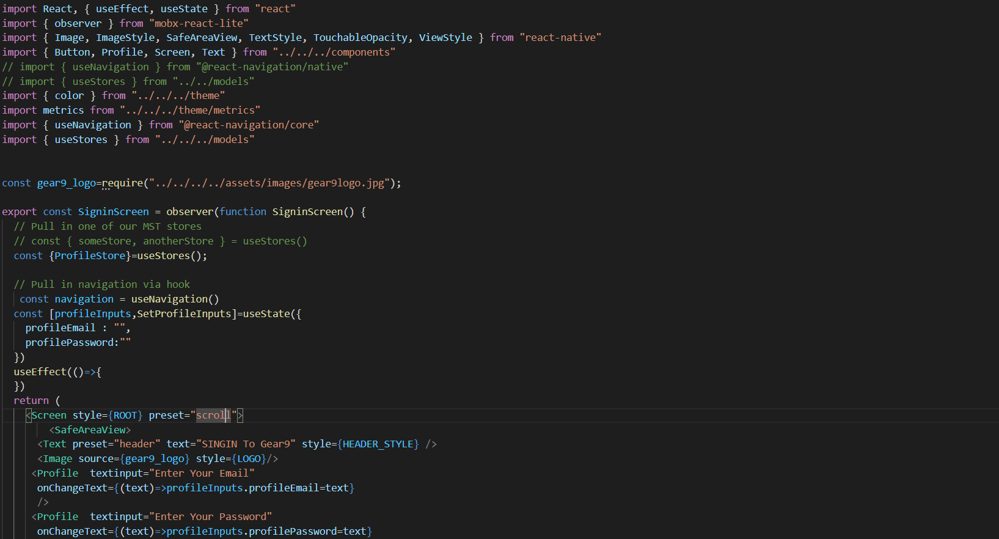 import React, { useEffect, useState } from "react"
import { observer } from "mobx-react-lite"
import { Image, ImageStyle, SafeAreaView, TextStyle, TouchableOpacity, ViewStyle } from "react-native"
import { Button, Profile, Screen, Text } from "../../../components"
// import { useNavigation } from "@react-navigation/native"
// import { useStores } from "../../models"
import { color } from "../../../theme"
import metrics from "../../../theme/metrics"
import { useNavigation } from "@react-navigation/core"
import { useStores } from "../../../models"
const gear9_logo=require("../../../../assets/images/gear9logo.jpg");
export const SigninScreen = observer(function SigninScreen() {
// Pull in one of our MST stores
// const { someStore, anotherStore } = useStores()
const {ProfileStore}=useStores();
// Pull in navigation via hook
const navigation = useNavigation()
const [profileInputs,SetProfileInputs]=useState({
profileEmail : "",
profilePassword:""
})
useEffect(()=>{
})
return (
<Screen style={ROOT} preset="scroll">
<SafeAreaView>
<Text preset="header" text="SINGIN To Gear9" style={HEADER_STYLE} />
<Image source={gear9_logo} style={LOGO}/>
<Profile  textinput="Enter Your Email"
onChangeText={(text)=>profileInputs.profileEmail=text}
/>
<Profile  textinput="Enter Your Password"
onChangeText={(text)=>profileInputs.profilePassword=text}